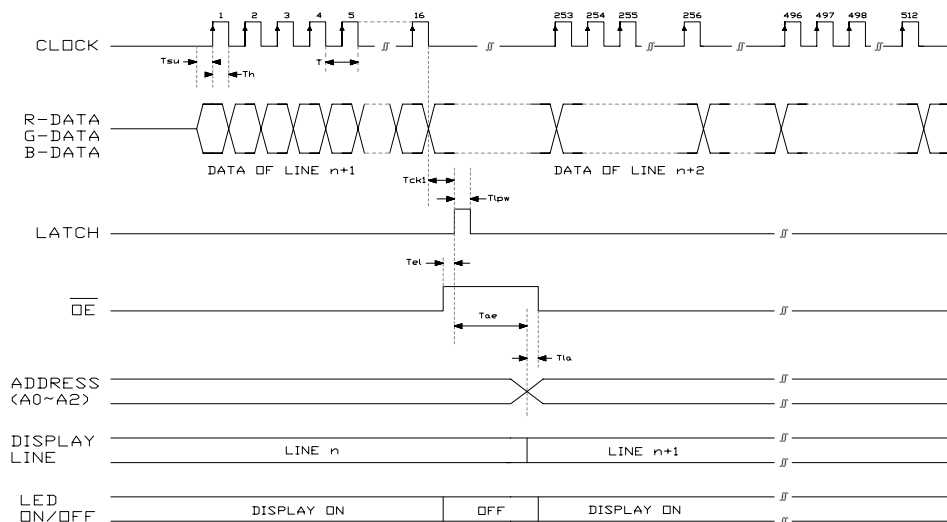 1 2 3 4 5 16 253 254 255 256 496 497 498 512
CLOCK
Tsu Th T
R-DATA
G-DATA
B-DATA
DATA OF LINE n+1 DATA OF LINE n+2
Tck1
Tlpw
LATCH
Tel
OE
Tae
Tla
ADDRESS
(A0~A2)
DISPLAY
LINE
LINE n LINE n+1
LED
ON/OFF
DISPLAY ON OFF DISPLAY ON